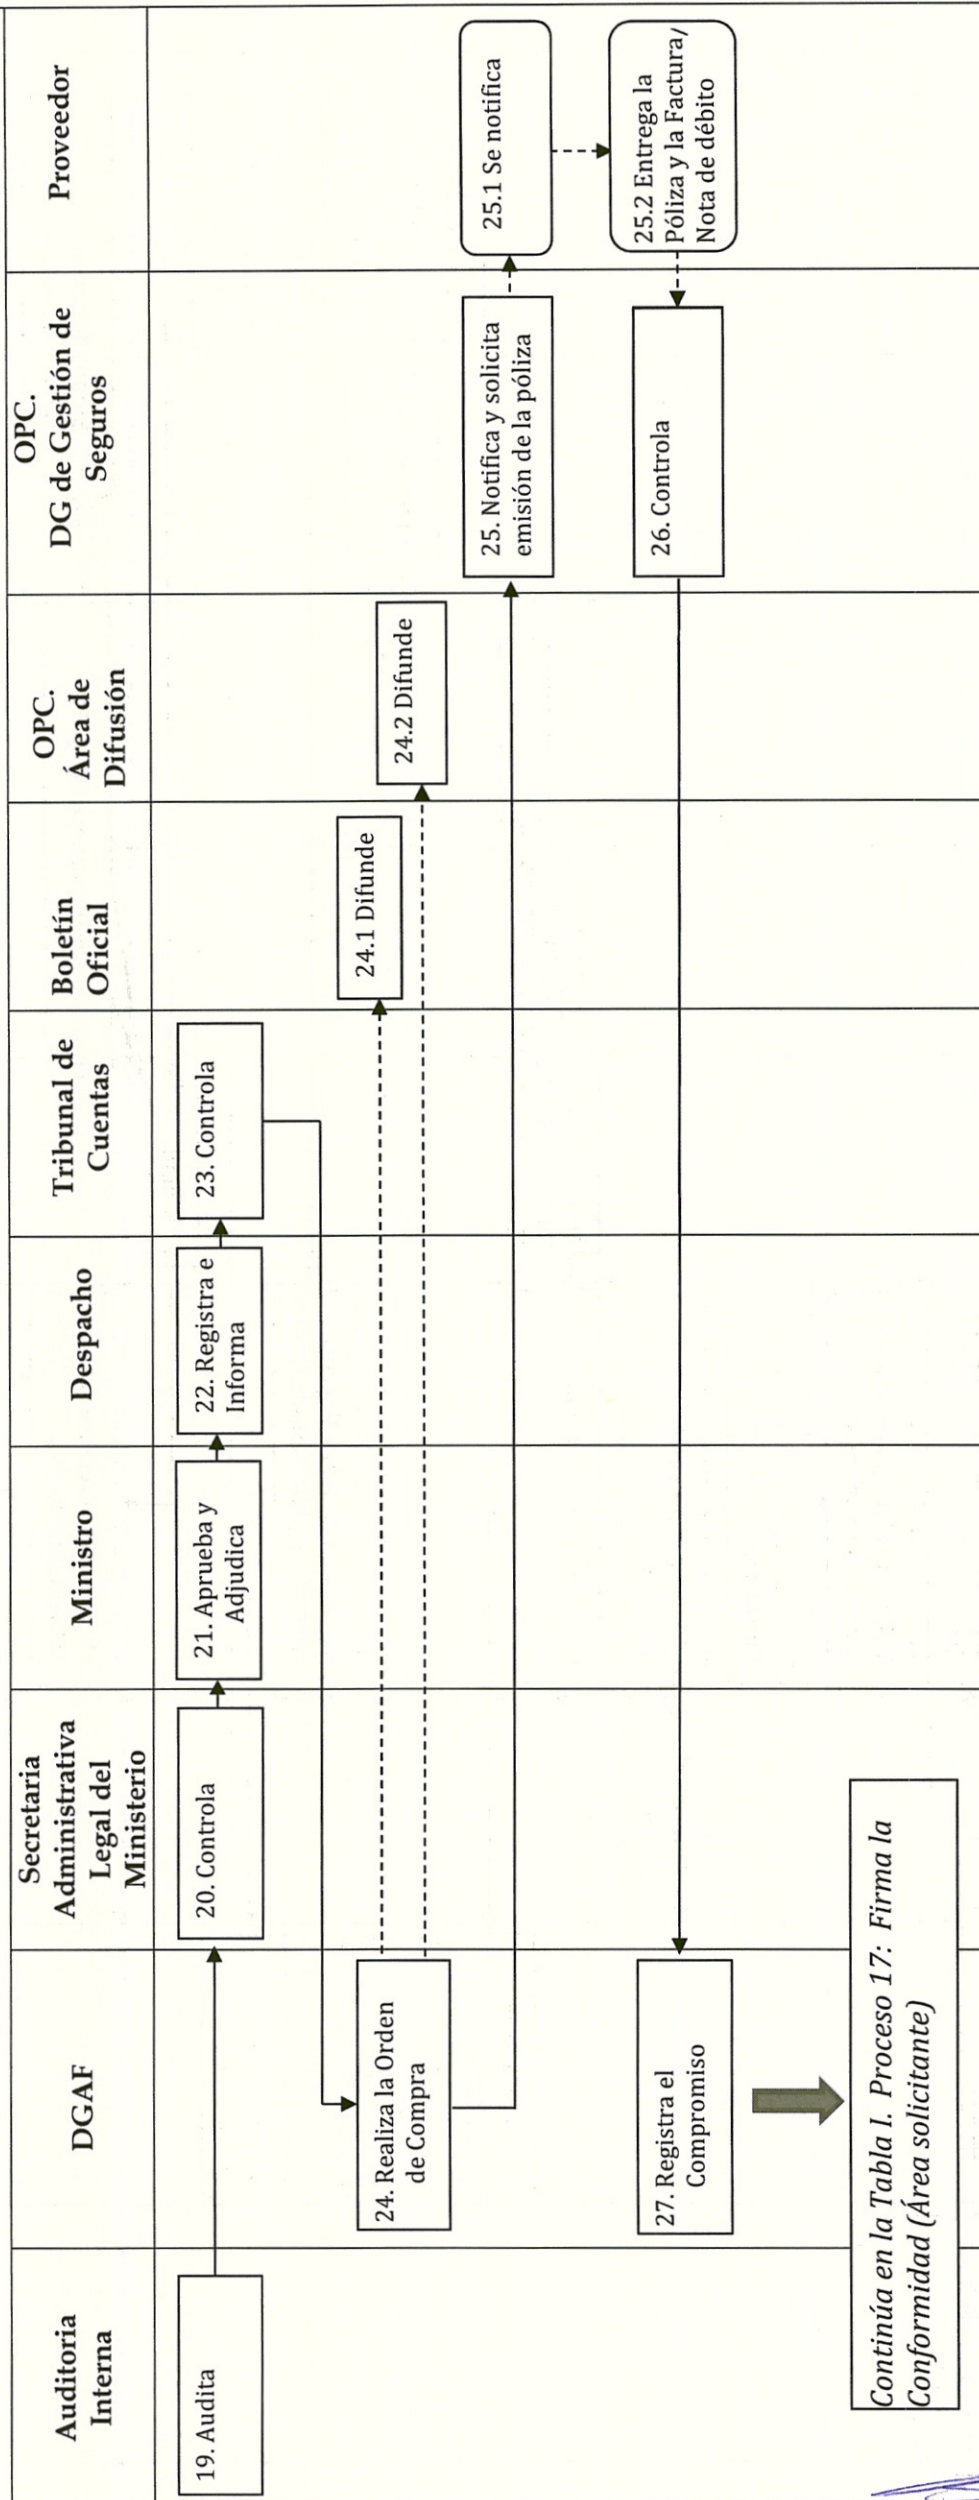 Auditoria
Interna
DGAF
Secretaria
Administrativa
Legal del
Ministerio
Ministro
Despacho
Tribunal de
Cuentas
Boletín
Oficial
OPC.
Área de
Difusión
OPC.
DG de Gestión de
Seguros
Proveedor
19. Audita
20. Controla
21. Aprueba y
Adjudica
22. Registra e
Informa
23. Controla
24. Realiza la Orden
de Compra
24.1 Difunde
24.2 Difunde
25. Notifica y solicita
emisión de la póliza
25.1 Se notifica
25.2 Entrega la
Póliza y la Factura/
Nota de débito
26. Controla
27. Registra el
Compromiso
Continúa en la Tabla I. Proceso 17: Firma la
Conformidad (Área solicitante)